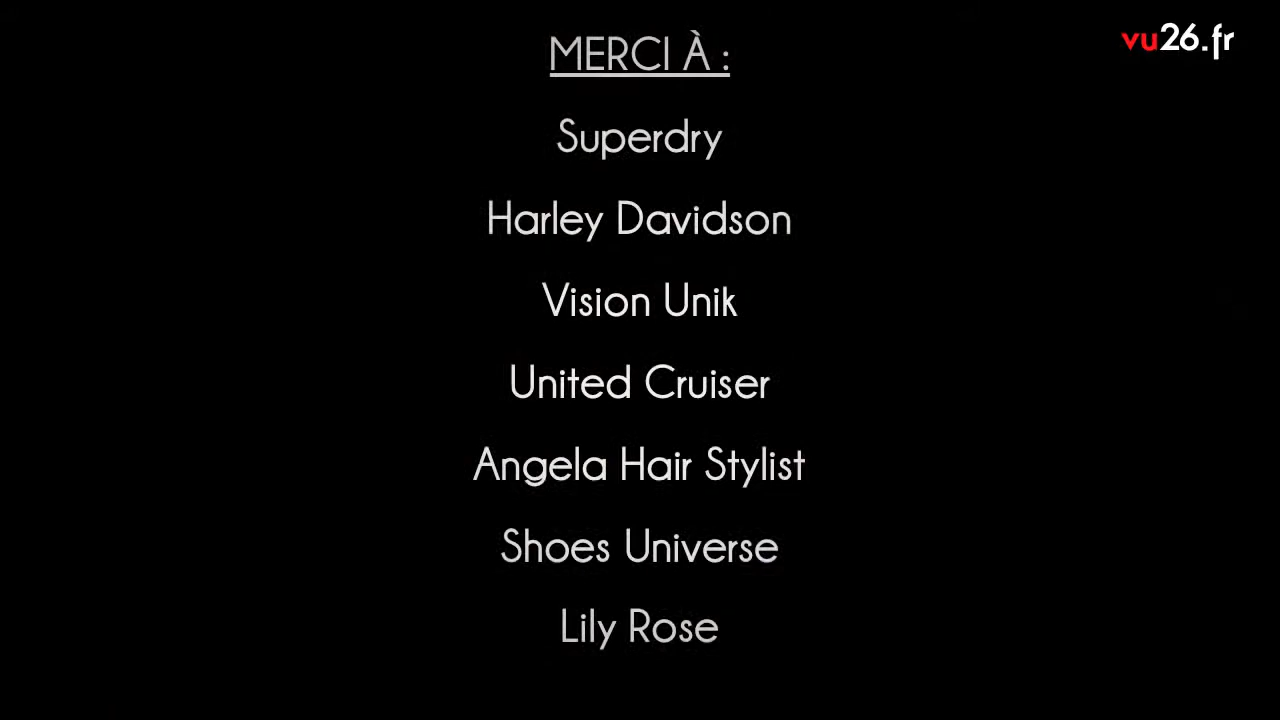 vu26.fr
MERCI À :
Superdry
Harley Davidson
Vision Unik
United Cruiser
Angela Hair Stylist
Shoes Universe
Lily Rose